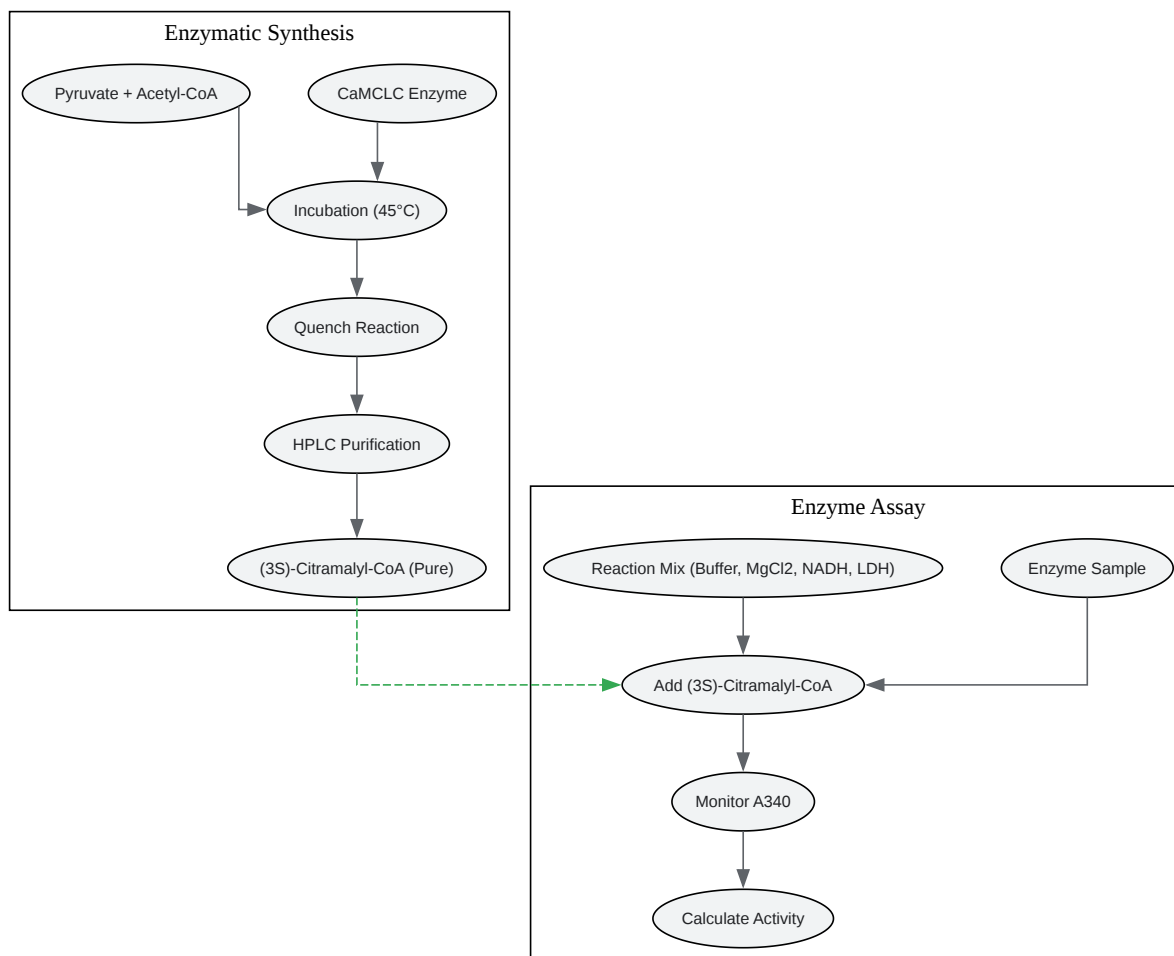 Enzymatic Synthesis
Pyruvate + Acetyl-CoA
CaMCLC Enzyme
Incubation (45°C)
Quench Reaction
HPLC Purification
(3S)-Citramalyl-CoA (Pure)
Enzyme Assay
Reaction Mix (Buffer, MgCl2, NADH, LDH)
Enzyme Sample
Add (3S)-Citramalyl-CoA
Monitor A340
Calculate Activity